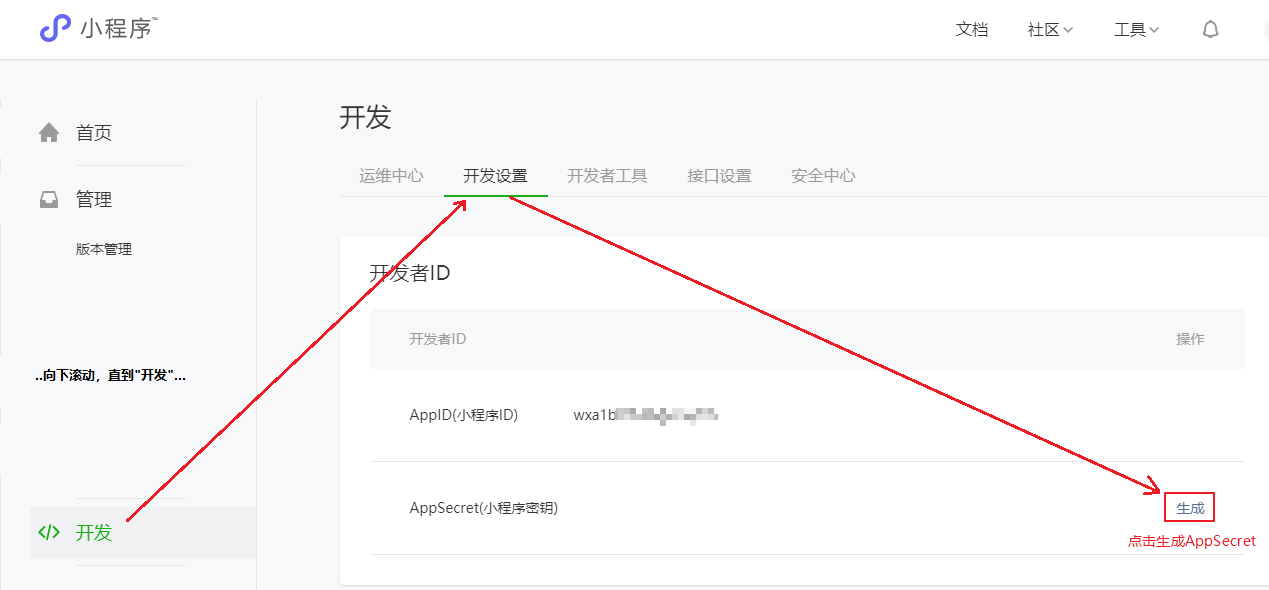 小程序™
文档 社区 工具
首页
管理
版本管理
..向下滚动，直到"开发"...
开发
开发
运维中心 开发设置 开发者工具 接口设置 安全中心
开发者ID
开发者ID 操作
AppID(小程序ID) wxa1b
AppSecret(小程序密钥) 生成
点击生成AppSecret